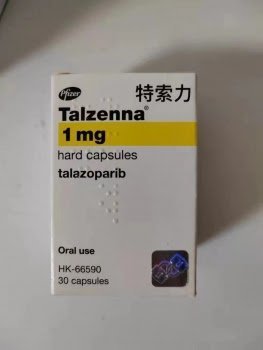 Pfizer
特索力
Talzenna®
1 mg
hard capsules
talazoparib
Oral use
HK-66590
30 capsules